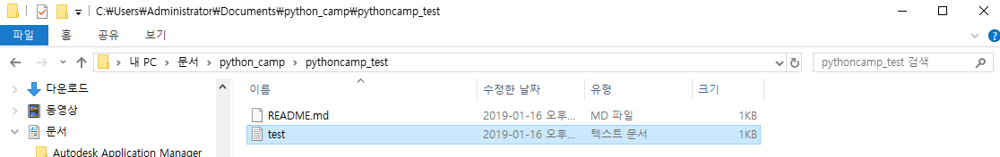 C:₩Users₩Administrator₩Documents₩python_camp₩pythoncamp_test
파일 홈 공유 보기
내 PC 문서 python_camp pythoncamp_test pythoncamp_test 검색
다운로드 이름 수정한 날짜 유형 크기
동영상 README.md 2019-01-16 오후... MD 파일 1KB
문서 test 2019-01-16 오후... 텍스트 문서 1KB
Autodesk Application Manager